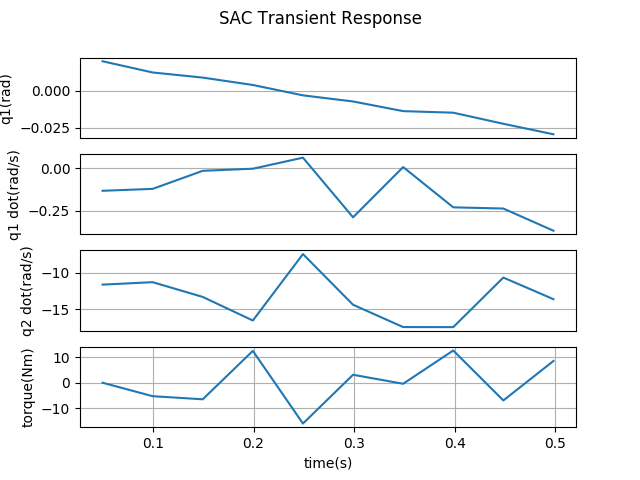 SAC Transient Response
q1(rad)
0.000
−0.025
q1 dot(rad/s)
0.00
−0.25
q2 dot(rad/s)
−10
−15
torque(Nm)
10
0
−10
0.1 0.2 0.3 0.4 0.5
time(s)